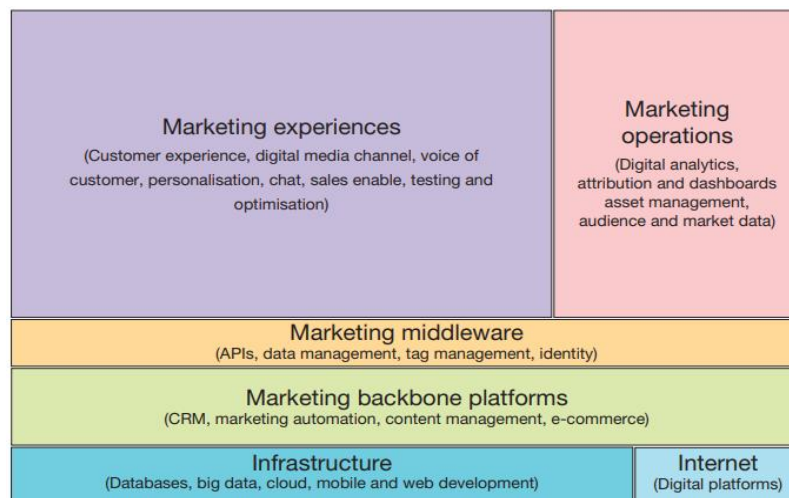 Marketing experiences
(Customer experience, digital media channel, voice of
customer, personalisation, chat, sales enable, testing and
optimisation)
Marketing
operations
(Digital analytics,
attribution and dashboards
asset management,
audience and market data)
Marketing middleware
(APIs, data management, tag management, identity)
Marketing backbone platforms
(CRM, marketing automation, content management, e-commerce)
Infrastructure
(Databases, big data, cloud, mobile and web development)
Internet
(Digital platforms)